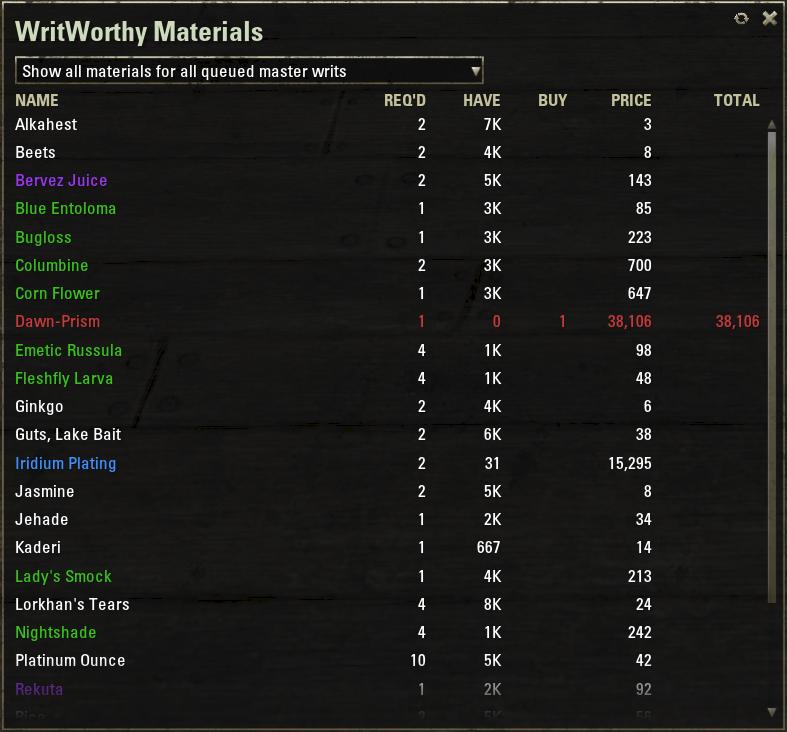 WritWorthy Materials
Show all materials for all queued master writs
NAME REQ'D HAVE BUY PRICE TOTAL
Alkahest 2 7K 3
Beets 2 4K 8
Bervez Juice 2 5K 143
Blue Entoloma 1 3K 85
Bugloss 1 3K 223
Columbine 2 3K 700
Corn Flower 1 3K 647
Dawn-Prism 1 0 1 38,106 38,106
Emetic Russula 4 1K 98
Fleshfly Larva 4 1K 48
Ginkgo 2 4K 6
Guts, Lake Bait 2 6K 38
Iridium Plating 2 31 15,295
Jasmine 2 5K 8
Jehade 1 2K 34
Kaderi 1 667 14
Lady's Smock 1 4K 213
Lorkhan's Tears 4 8K 24
Nightshade 4 1K 242
Platinum Ounce 10 5K 42
Rekuta 1 2K 92